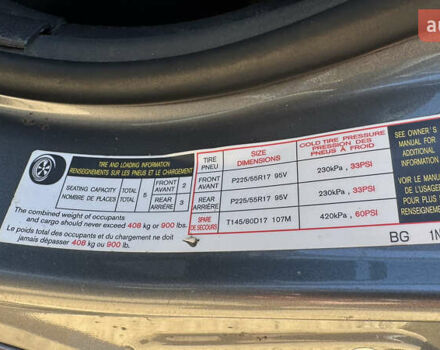 TIRE AND LOADING INFORMATION
RENSEIGNEMENTS SUR LES PNEUS ET LE CHARGEMENT
SEATING CAPACITY TOTAL 5 FRONT AVANT 2
NOMBRE DE PLACES TOTAL REAR ARRIÈRE 3
The combined weight of occupants
and cargo should never exceed 408 kg or 900 lbs.
Le poids total des occupants et du chargement ne doit
jamais dépasser 408 kg ou 900 lb.
TIRE PNEU SIZE DIMENSIONS COLD TIRE PRESSURE PRESSION DES PNEUS À FROID
FRONT AVANT P225/55R17 95V 230kPa , 33PSI
REAR ARRIÈRE P225/55R17 95V 230kPa , 33PSI
SPARE DE SECOURS T145/80D17 107M 420kPa , 60PSI
SEE OWNER'S
MANUAL FOR
ADDITIONAL
INFORMATION
VOIR LE MANUEL
DE
POUR PLUS
RENSEIGNEMENTS
BG